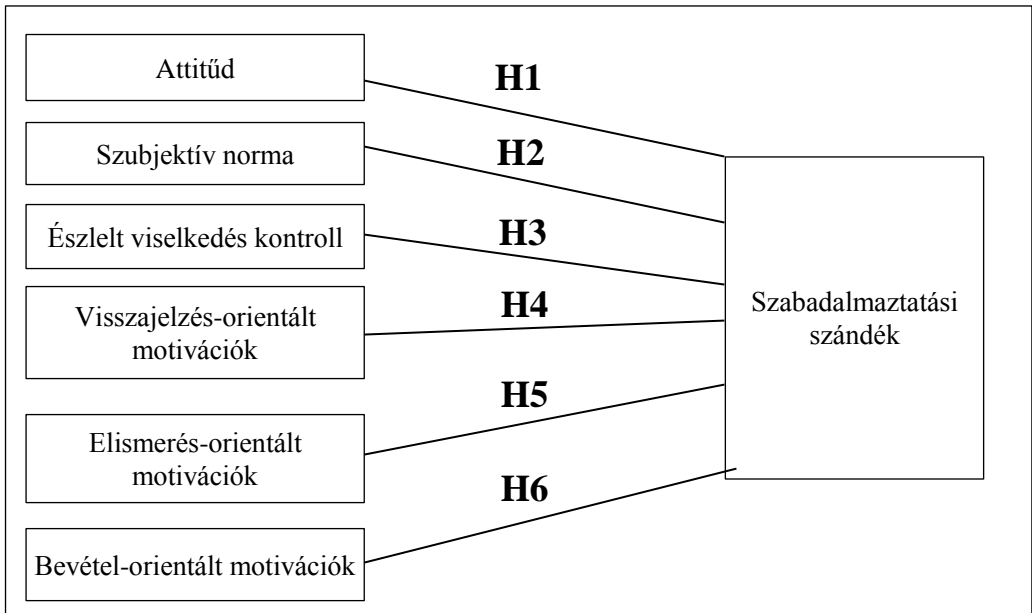 Attitűd
H1
Szubjektív norma
H2
Észlelt viselkedés kontroll
H3
Visszajelzés-orientált
motivációk
H4
Elismerés-orientált
motivációk
H5
Bevétel-orientált motivációk
H6
Szabadalmaztatási
szándék